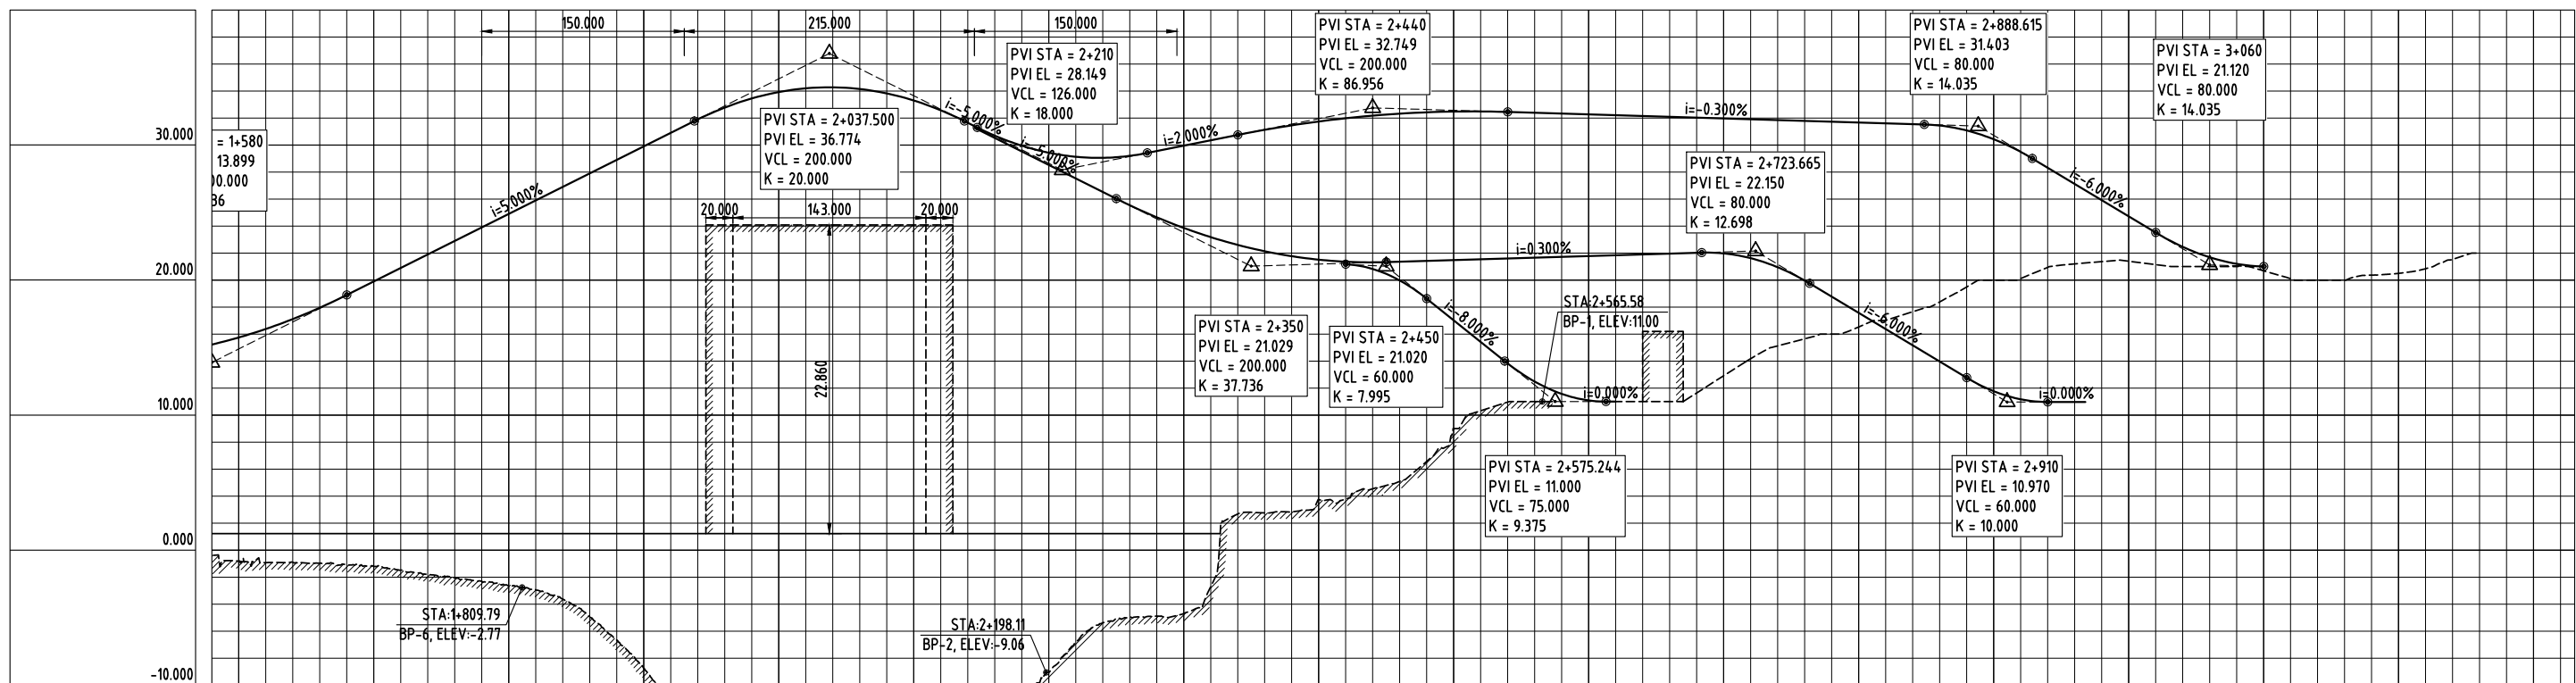 150.000
215.000
150.000
PVI STA = 2+210
PVI EL = 28.149
VCL = 126.000
K = 18.000
PVI STA = 2+440
PVI EL = 32.749
VCL = 200.000
K = 86.956
PVI STA = 2+888.615
PVI EL = 31.403
VCL = 80.000
K = 14.035
PVI STA = 3+060
PVI EL = 21.120
VCL = 80.000
K = 14.035
30.000
= 1+580
13.899
00.000
36
PVI STA = 2+037.500
PVI EL = 36.774
VCL = 200.000
K = 20.000
i=5.000%
i=-5.000%
i=-5.000%
i=2.000%
i=-0.300%
i=-6.000%
PVI STA = 2+723.665
PVI EL = 22.150
VCL = 80.000
K = 12.698
20.000
143.000
20.000
22.860
20.000
i=0.300%
i=-8.000%
i=-6.000%
STA:2+565.58
BP-1, ELEV:11.00
PVI STA = 2+350
PVI EL = 21.029
VCL = 200.000
K = 37.736
PVI STA = 2+450
PVI EL = 21.020
VCL = 60.000
K = 7.995
i=0.000%
i=0.000%
10.000
PVI STA = 2+575.244
PVI EL = 11.000
VCL = 75.000
K = 9.375
PVI STA = 2+910
PVI EL = 10.970
VCL = 60.000
K = 10.000
0.000
STA:1+809.79
BP-6, ELEV:-2.77
STA:2+198.11
BP-2, ELEV:-9.06
-10.000